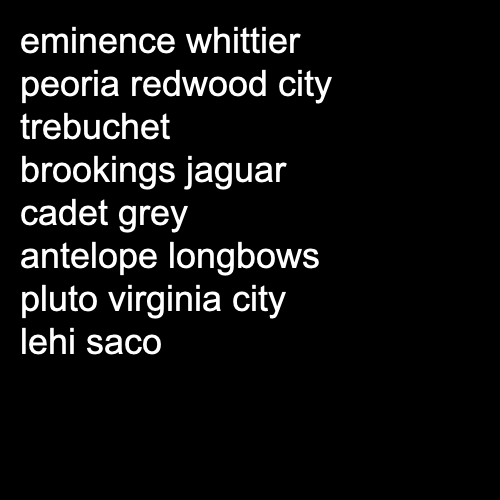 eminence whittier
peoria redwood city
trebuchet
brookings jaguar
cadet grey
antelope longbows
pluto virginia city
lehi saco